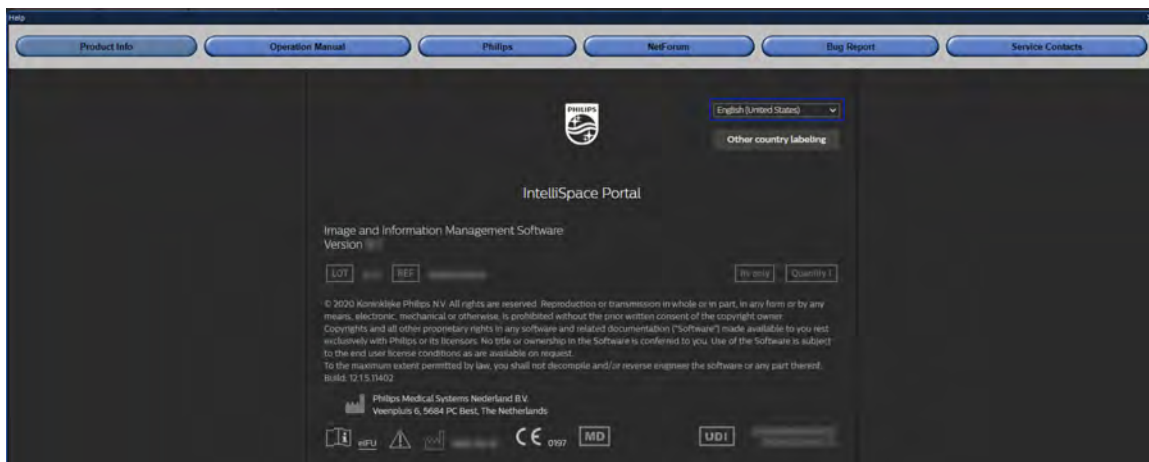 Help
Product Info
Operation Manual
Philips
NetForum
Bug Report
Service Contacts
PHILIPS
English (United States)
Other country labeling
IntelliSpace Portal
Image and Information Management Software
Version
LOT
REF
Rx only
Quantity 1
© 2020 Koninklijke Philips N.V. All rights are reserved. Reproduction or transmission in whole or in part, in any form or by any
means, electronic, mechanical or otherwise, is prohibited without the prior written consent of the copyright owner.
Copyrights and all other proprietary rights in any software and related documentation ("Software") made available to you rest
exclusively with Philips or its licensors. No title or ownership in the Software is conferred to you. Use of the Software is subject
to the end user license conditions as are available on request.
To the maximum extent permitted by law, you shall not decompile and/or reverse engineer the software or any part thereof.
Build: 12.1.5.11402
Philips Medical Systems Nederland B.V.
Veenpluis 6, 5684 PC Best, The Netherlands
eIFU
CE 0197
MD
UDI